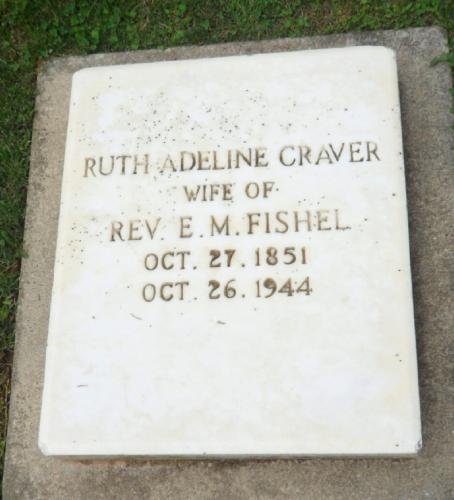 RUTH ADELINE CRAVER
WIFE OF
REV. E. M. FISHEL
OCT. 27. 1851
OCT. 26. 1944